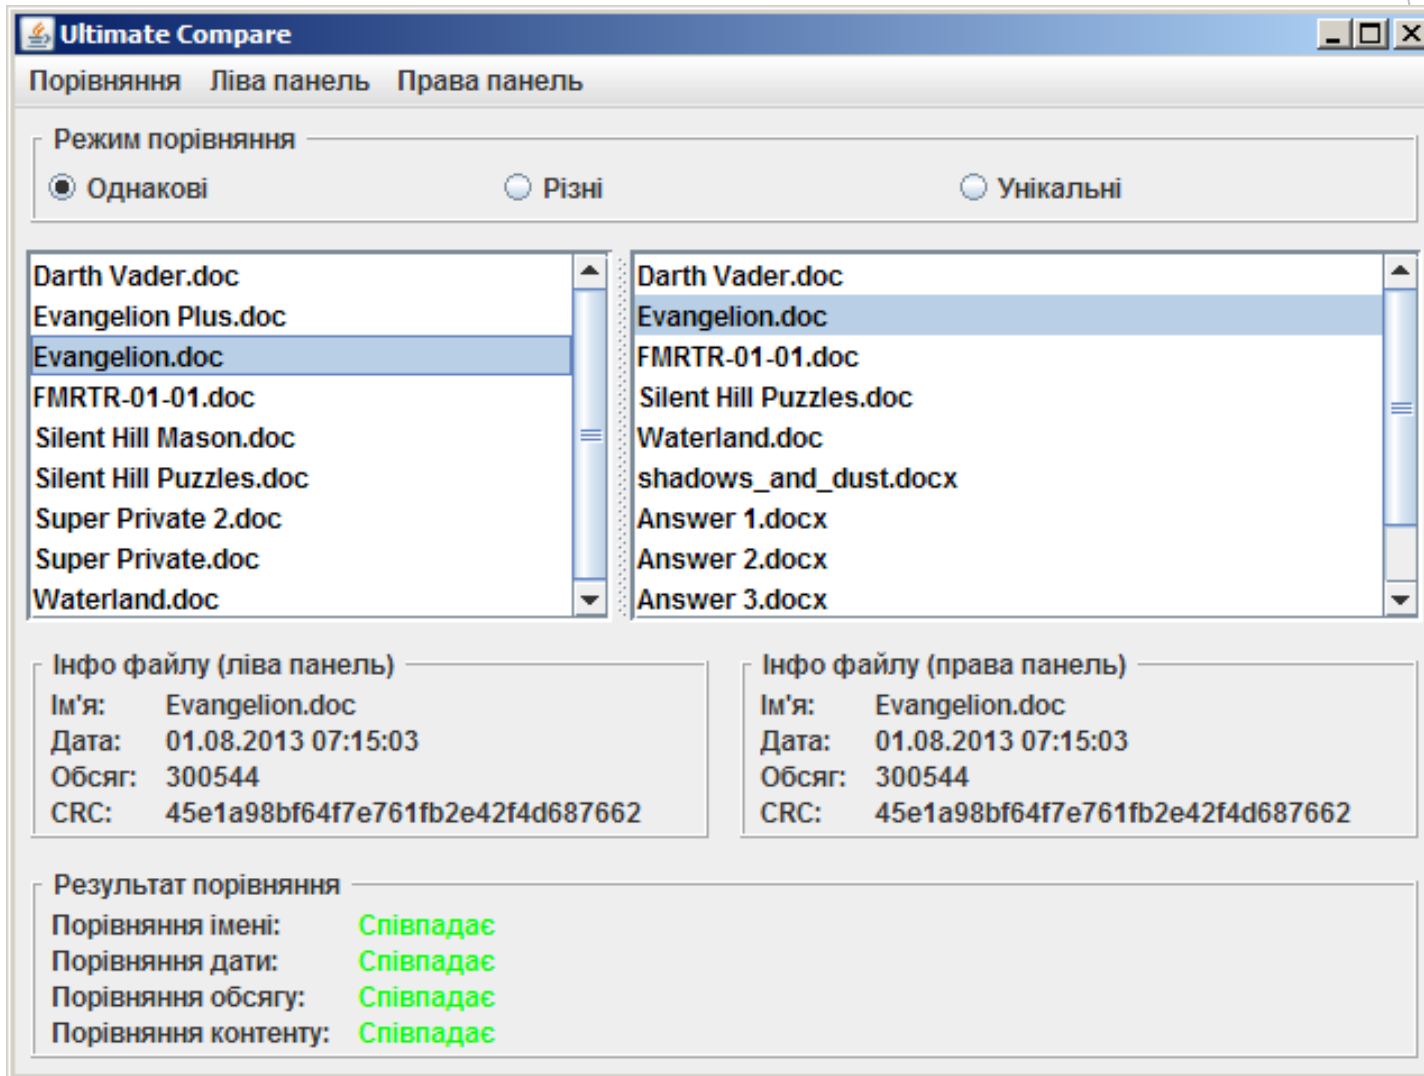 Ultimate Compare
Порівняння Ліва панель Права панель
Режим порівняння
Однакові Різні Унікальні
Darth Vader.doc
Evangelion Plus.doc
Evangelion.doc
FMRTR-01-01.doc
Silent Hill Mason.doc
Silent Hill Puzzles.doc
Super Private 2.doc
Super Private.doc
Waterland.doc
Darth Vader.doc
Evangelion.doc
FMRTR-01-01.doc
Silent Hill Puzzles.doc
Waterland.doc
shadows_and_dust.docx
Answer 1.docx
Answer 2.docx
Answer 3.docx
Інфо файлу (ліва панель)
Ім'я: Evangelion.doc
Дата: 01.08.2013 07:15:03
Обсяг: 300544
CRC: 45e1a98bf64f7e761fb2e42f4d687662
Інфо файлу (права панель)
Ім'я: Evangelion.doc
Дата: 01.08.2013 07:15:03
Обсяг: 300544
CRC: 45e1a98bf64f7e761fb2e42f4d687662
Результат порівняння
Порівняння імені: Співпадає
Порівняння дати: Співпадає
Порівняння обсягу: Співпадає
Порівняння контенту: Співпадає